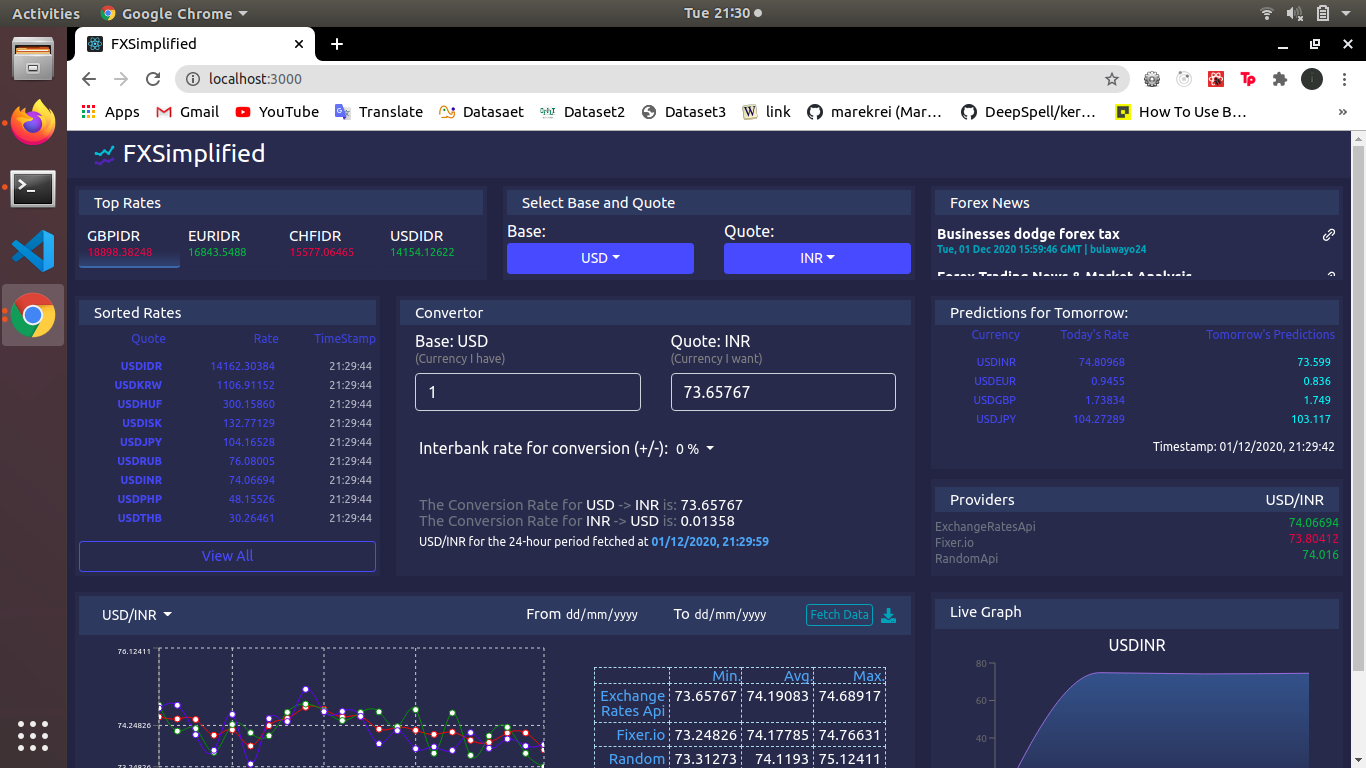 Activities Google Chrome Tue 21:30
FXSimplified
localhost:3000
Apps Gmail YouTube Translate Datasaet Dataset2 Dataset3 link marekrei (Mar... DeepSpell/ker... How To Use B... »
FXSimplified
Top Rates
GBPIDR EURIDR CHFIDR USDIDR
18898.38248 16843.5488 15577.06465 14154.12622
Select Base and Quote
Base: Quote:
USD INR
Forex News
Businesses dodge forex tax
Tue, 01 Dec 2020 15:59:46 GMT | bulawayo24
Forex Trading News & Market Analysis
Sorted Rates
Quote Rate TimeStamp
USDIDR 14162.30384 21:29:44
USDKRW 1106.91152 21:29:44
USDHUF 300.15860 21:29:44
USDISK 132.77129 21:29:44
USDJPY 104.16528 21:29:44
USDRUB 76.08005 21:29:44
USDINR 74.06694 21:29:44
USDPHP 48.15526 21:29:44
USDTHB 30.26461 21:29:44
View All
Convertor
Base: USD Quote: INR
(Currency I have) (Currency I want)
1 73.65767
Interbank rate for conversion (+/-): 0 %
The Conversion Rate for USD -> INR is: 73.65767
The Conversion Rate for INR -> USD is: 0.01358
USD/INR for the 24-hour period fetched at 01/12/2020, 21:29:59
Predictions for Tomorrow:
Currency Today's Rate Tomorrow's Predictions
USDINR 74.80968 73.599
USDEUR 0.9455 0.836
USDGBP 1.73834 1.749
USDJPY 104.27289 103.117
Timestamp: 01/12/2020, 21:29:42
Providers USD/INR
ExchangeRatesApi 74.06694
Fixer.io 73.80412
RandomApi 74.016
USD/INR From dd/mm/yyyy To dd/mm/yyyy Fetch Data
76.12411
74.24826
73.24876
Min. Avg. Max.
Exchange 73.65767 74.19083 74.68917
Rates Api
Fixer.io 73.24826 74.17785 74.76631
Random 73.31273 74.1193 75.12411
Live Graph
USDINR
80
60
40